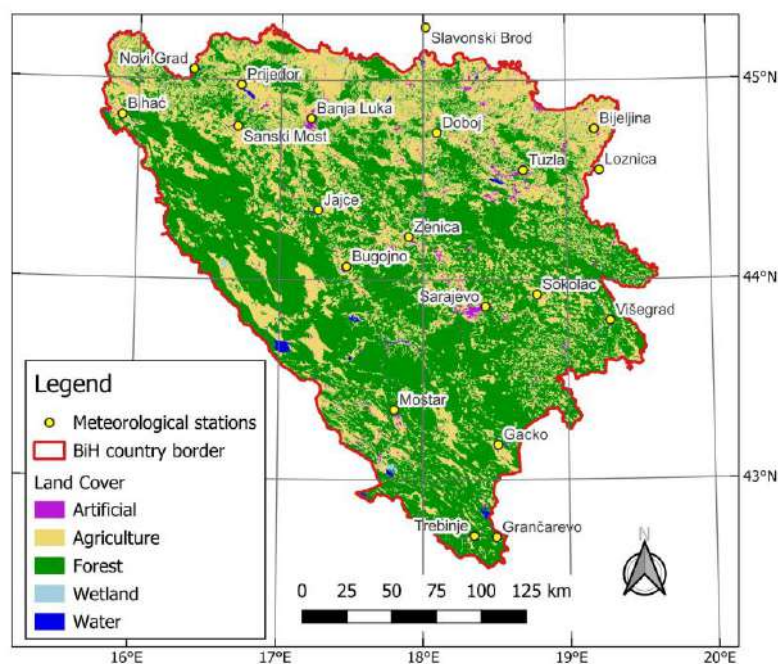 Slavonski Brod
Novi Grad
45°N
Prijedor
Bihać
Banja Luka
Bijeljina
Sanski Most
Doboj
Tuzla
Loznica
Jajce
Zenica
Bugojno
44°N
Sokolac
Sarajevo
Višegrad
Legend
Meteorological stations
BiH country border
Land Cover
Artificial
Agriculture
Forest
Wetland
Water
Mostar
Gacko
43°N
Trebinje
Grančarevo
N
0 25 50 75 100 125 km
16°E 17°E 18°E 19°E 20°E